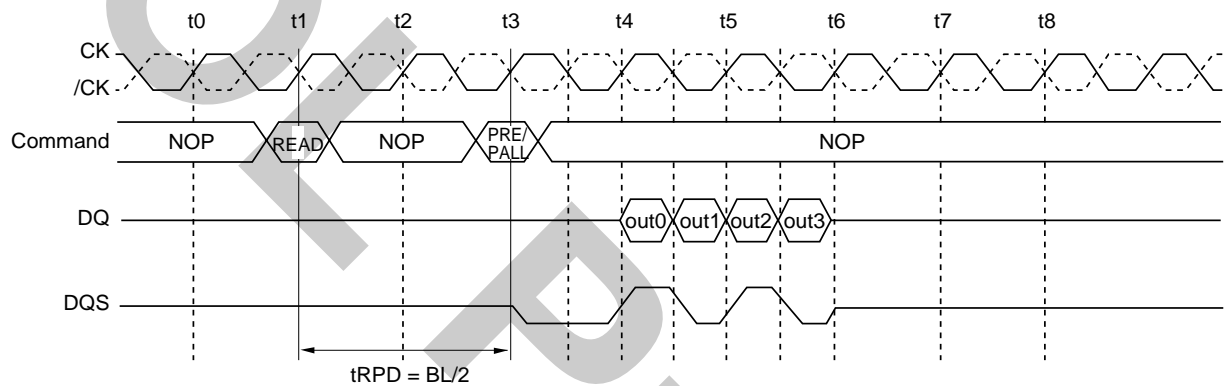 t0 t1 t2 t3 t4 t5 t6 t7 t8
CK
/CK
Command NOP READ NOP PRE/ PALL NOP
DQ out0 out1 out2 out3
DQS
tRPD = BL/2